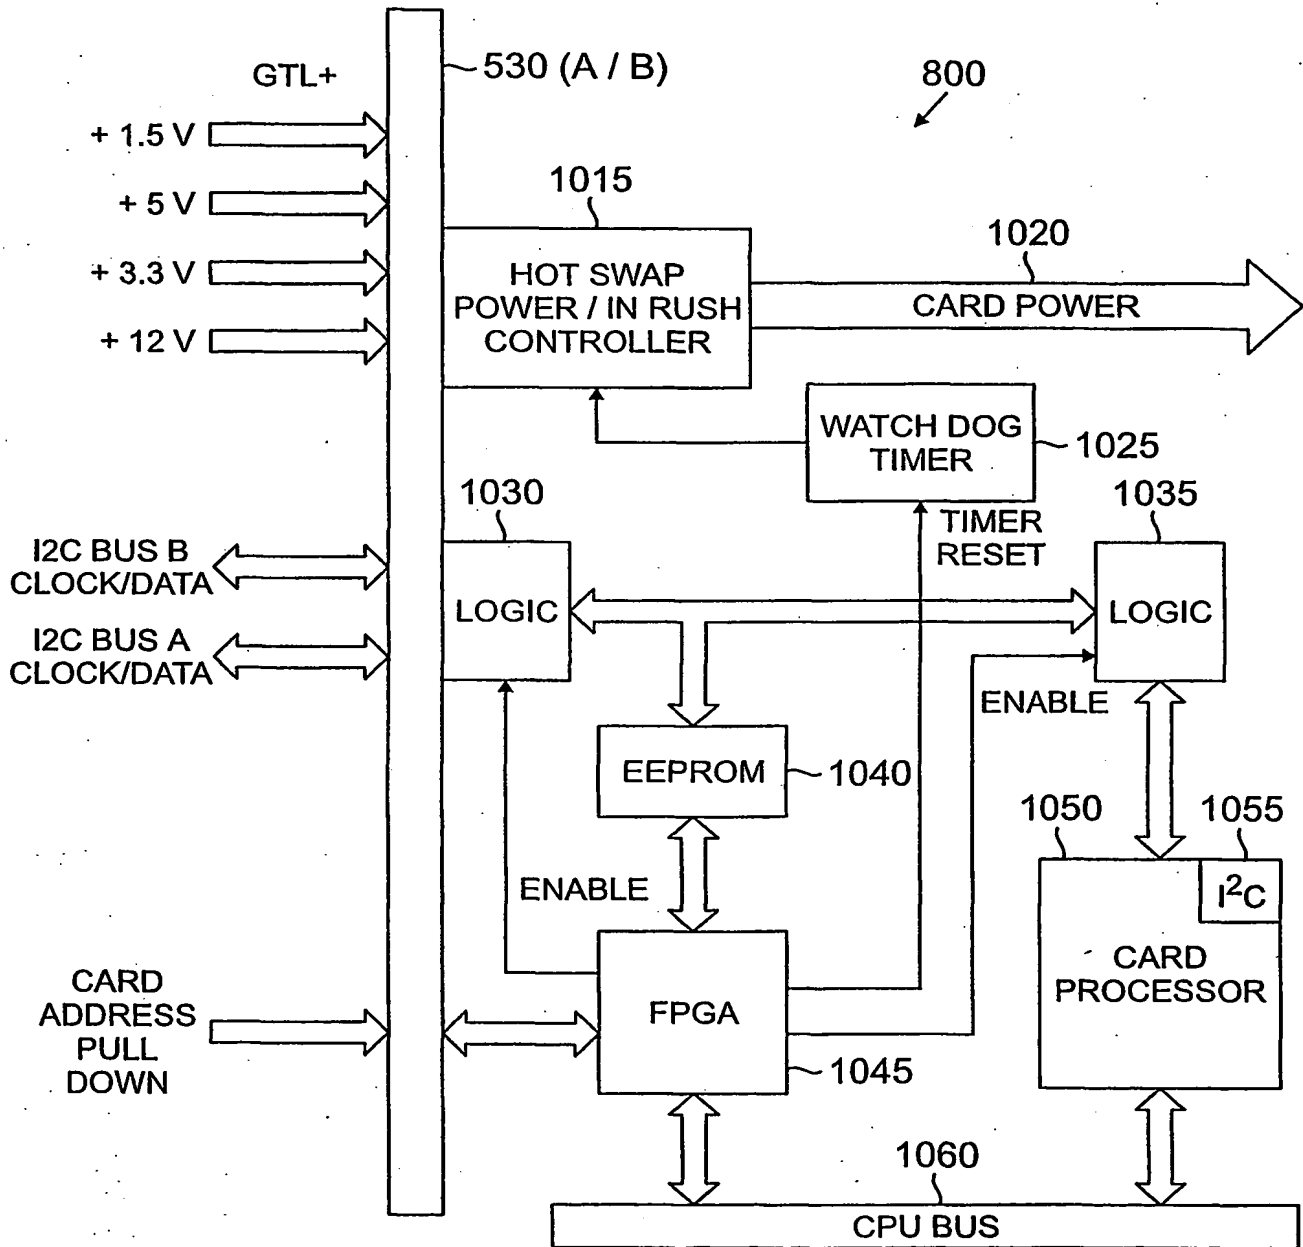 GTL+
530 (A / B)
800
+ 1.5 V
+ 5 V
+ 3.3 V
+ 12 V
1015
HOT SWAP
POWER / IN RUSH
CONTROLLER
1020
CARD POWER
WATCH DOG
TIMER
1025
TIMER
RESET
1030
LOGIC
1035
LOGIC
I2C BUS B
CLOCK/DATA
I2C BUS A
CLOCK/DATA
ENABLE
EEPROM
1040
ENABLE
1050
1055
I²C
CARD
PROCESSOR
FPGA
1045
CARD
ADDRESS
PULL
DOWN
1060
CPU BUS